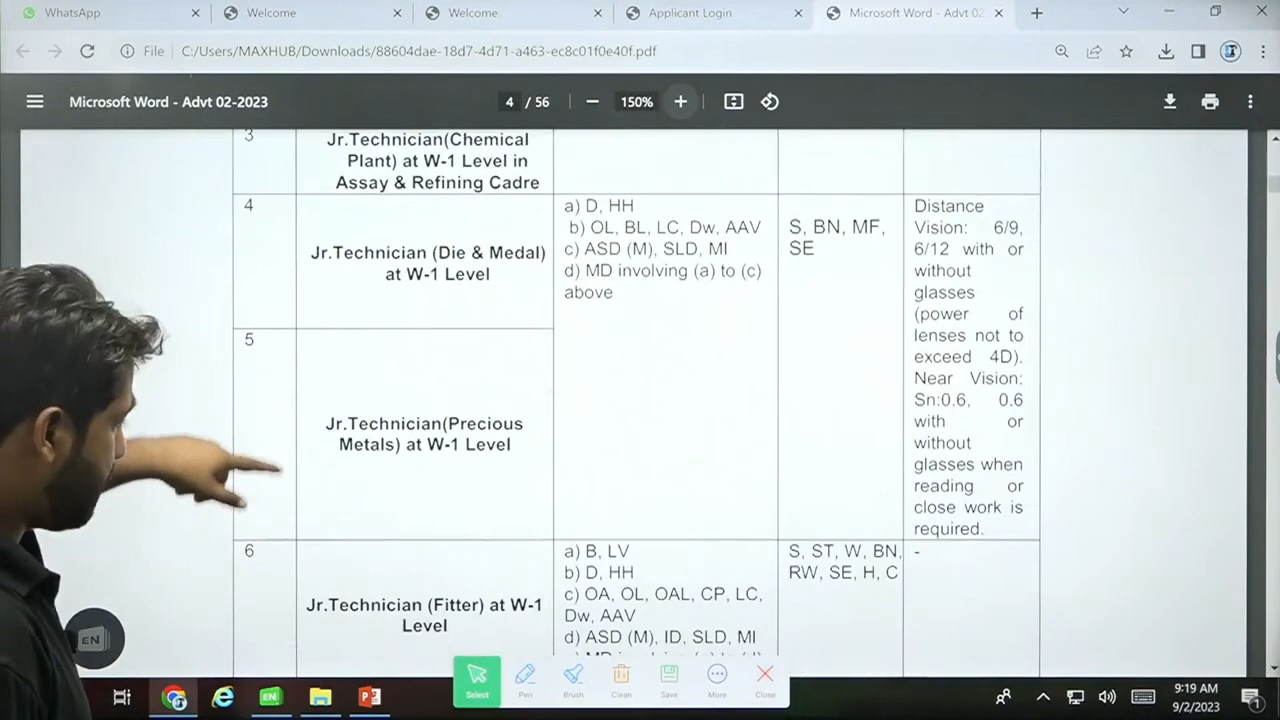 WhatsApp
Welcome
Welcome
Applicant Login
Microsoft Word - Advt 02
File
C:/Users/MAXHUB/Downloads/88604dae-18d7-4d71-a463-ec8c01f0e40f.pdf
Microsoft Word - Advt 02-2023
4 / 56
150%
3
Jr.Technician(Chemical
Plant) at W-1 Level in
Assay & Refining Cadre
4
Jr.Technician (Die & Medal)
at W-1 Level
a) D, HH
b) OL, BL, LC, Dw, AAV
c) ASD (M), SLD, MI
d) MD involving (a) to (c)
above
S, BN, MF,
SE
Distance
Vision: 6/9,
6/12 with or
without
glasses
(power of
lenses not to
exceed 4D).
Near Vision:
Sn:0.6, 0.6
with or
without
glasses when
reading or
close work is
required.
5
Jr.Technician(Precious
Metals) at W-1 Level
6
Jr.Technician (Fitter) at W-1
Level
a) B, LV
b) D, HH
c) OA, OL, OAL, CP, LC,
Dw, AAV
d) ASD (M), ID, SLD, MI
S, ST, W, BN,
RW, SE, H, C
-
EN
Select
Pen
Brush
Clean
Save
More
Close
EN
9:19 AM
9/2/2023
1